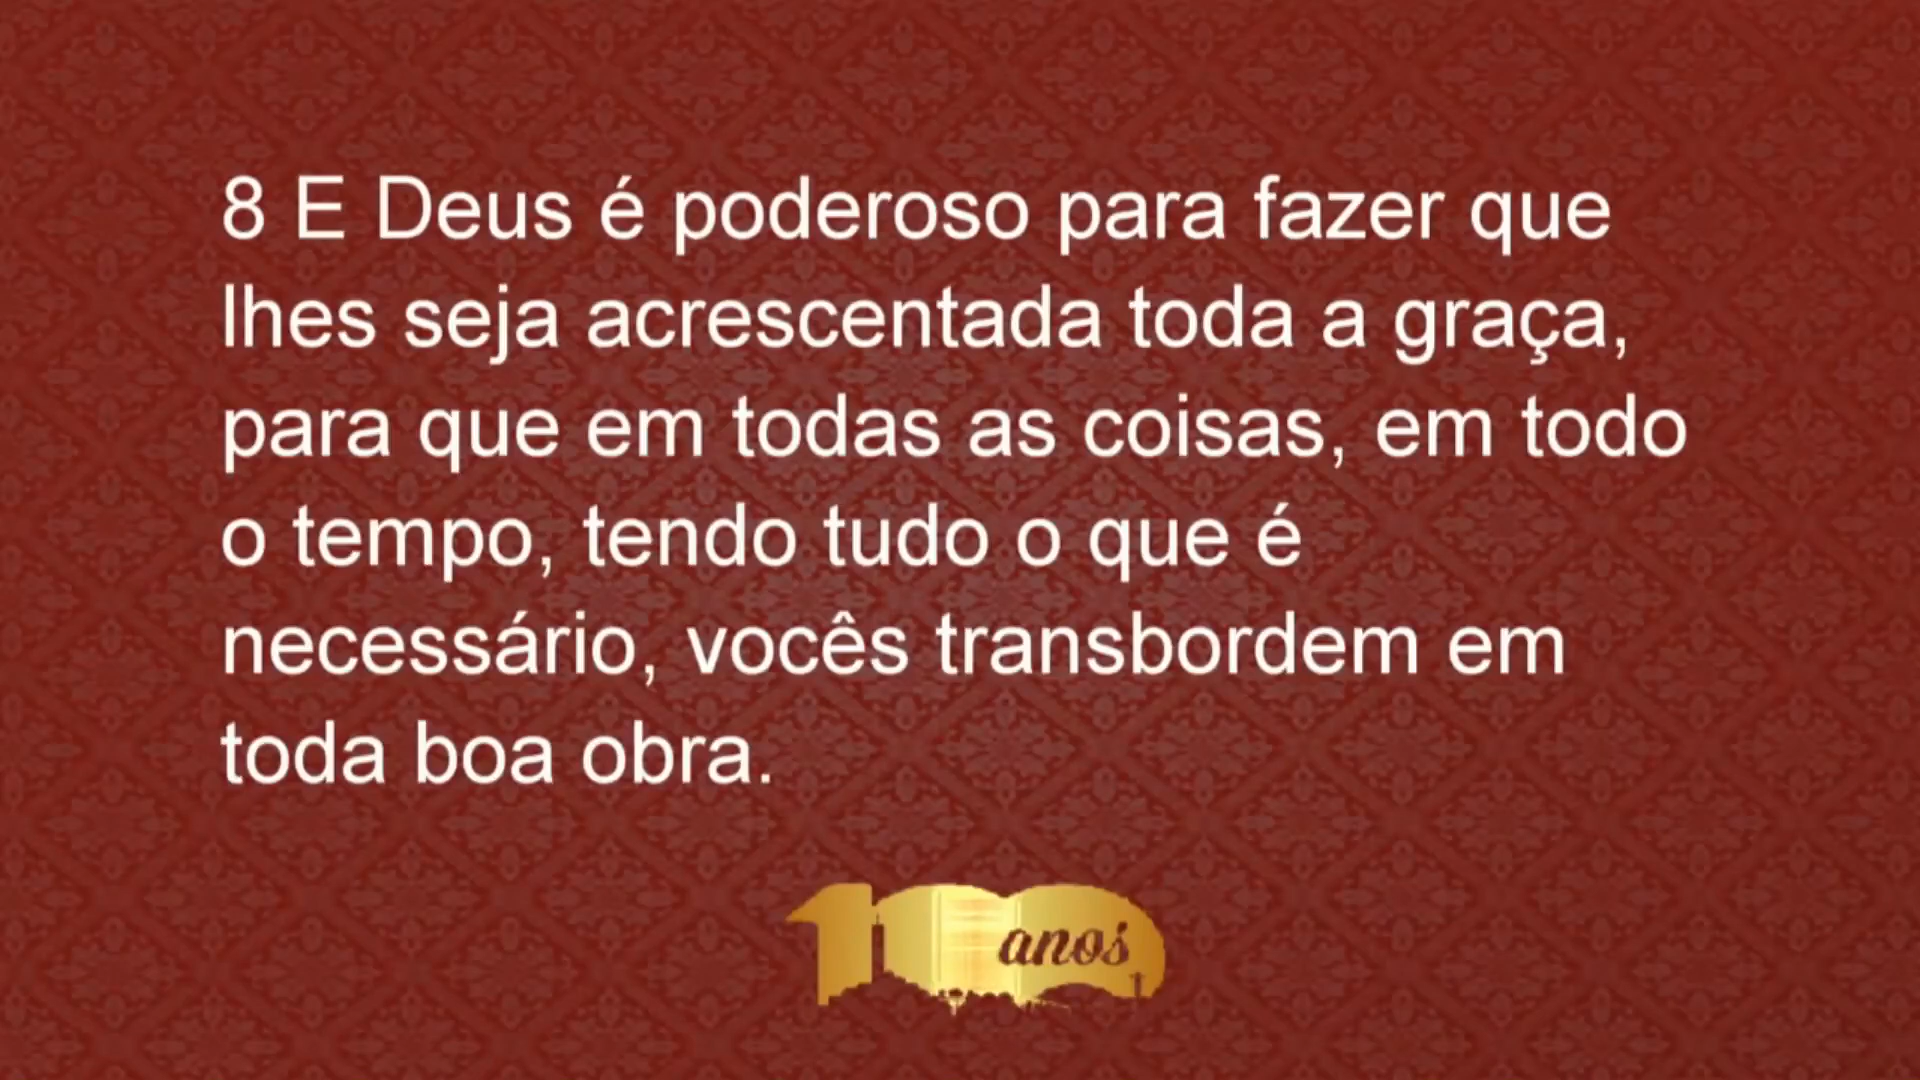 8 E Deus é poderoso para fazer que
lhes seja acrescentada toda a graça,
para que em todas as coisas, em todo
o tempo, tendo tudo o que é
necessário, vocês transbordem em
toda boa obra.
100 anos